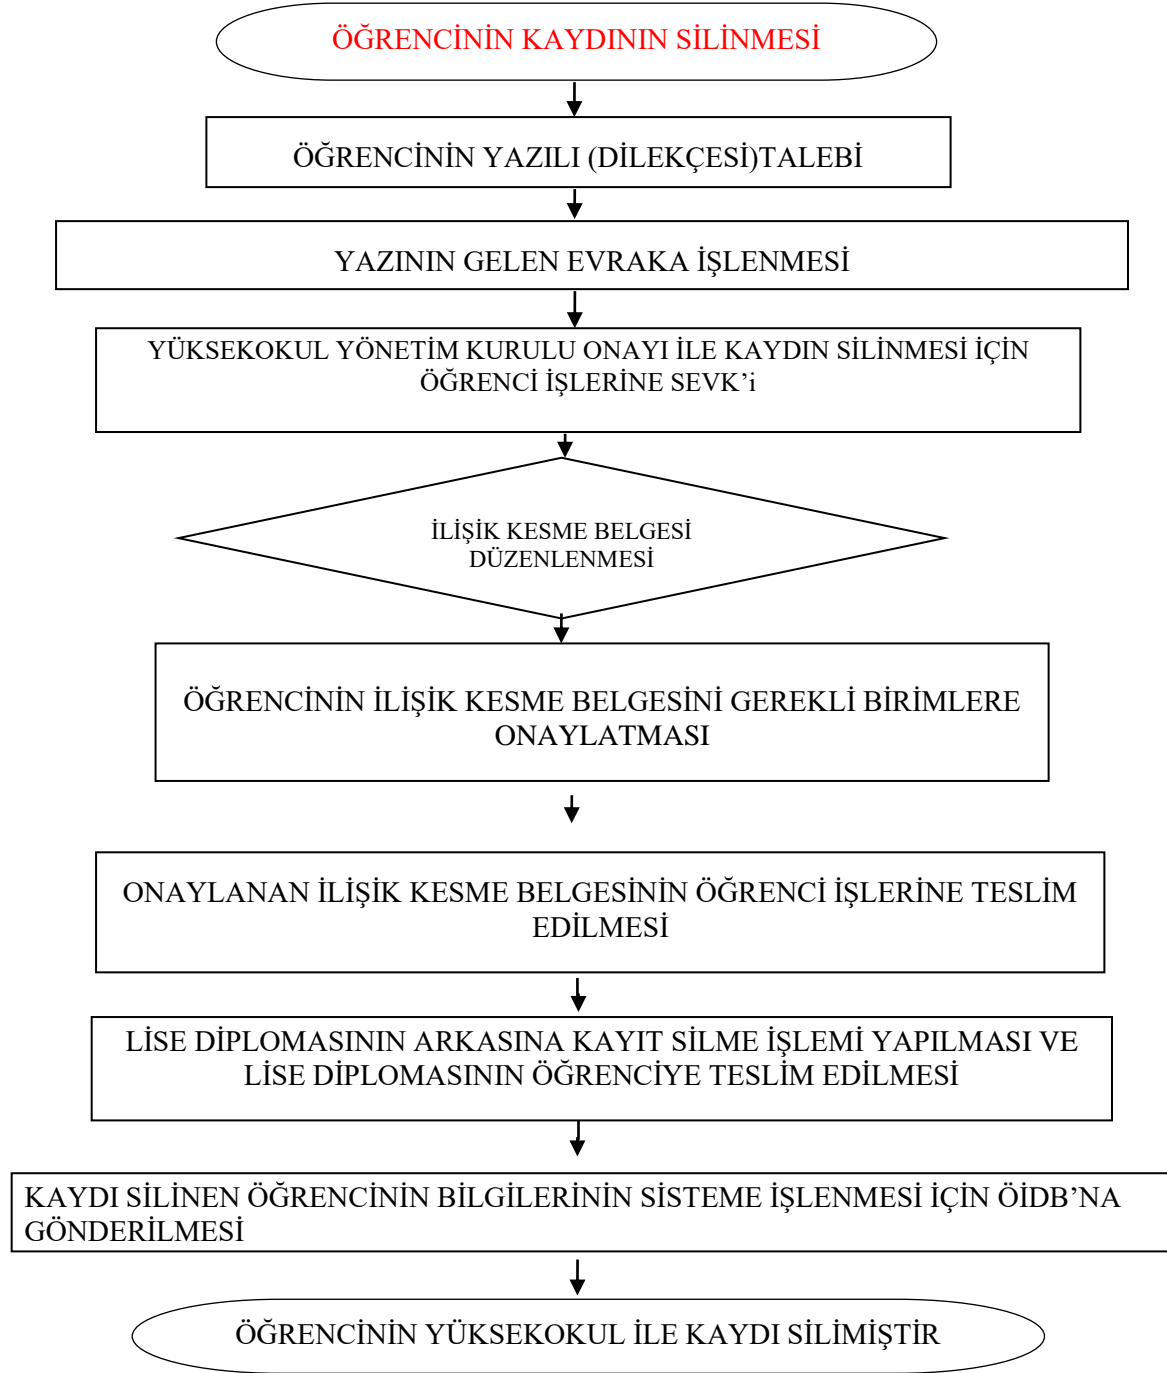 ÖĞRENCİNİN KAYDININ SİLİNMESİ
ÖĞRENCİNİN YAZILI (DİLEKÇESİ)TALEBİ
YAZININ GELEN EVRAKA İŞLENMESİ
YÜKSEKOKUL YÖNETİM KURULU ONAYI İLE KAYDIN SİLİNMESİ İÇİN
ÖĞRENCİ İŞLERİNE SEVK’i
İLİŞİK KESME BELGESİ
DÜZENLENMESİ
ÖĞRENCİNİN İLİŞİK KESME BELGESİNİ GEREKLİ BİRİMLERE
ONAYLATMASI
ONAYLANAN İLİŞİK KESME BELGESİNİN ÖĞRENCİ İŞLERİNE TESLİM
EDİLMESİ
LİSE DİPLOMASININ ARKASINA KAYIT SİLME İŞLEMİ YAPILMASI VE
LİSE DİPLOMASININ ÖĞRENCİYE TESLİM EDİLMESİ
KAYDI SİLİNEN ÖĞRENCİNİN BİLGİLERİNİN SİSTEME İŞLENMESİ İÇİN ÖİDB’NA
GÖNDERİLMESİ
ÖĞRENCİNİN YÜKSEKOKUL İLE KAYDI SİLİMİŞTİR